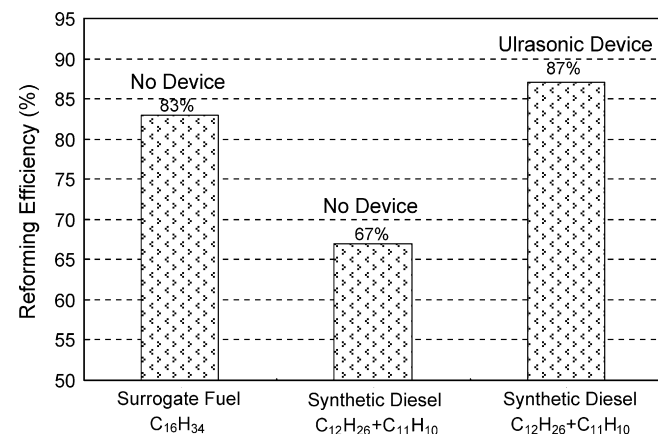 95
90
85
80
75
70
65
60
55
50
Reforming Efficiency (%)
No Device
83%
No Device
67%
Ulrasonic Device
87%
Surrogate Fuel
C₁₆H₃₄
Synthetic Diesel
C₁₂H₂₆+C₁₁H₁₀
Synthetic Diesel
C₁₂H₂₆+C₁₁H₁₀